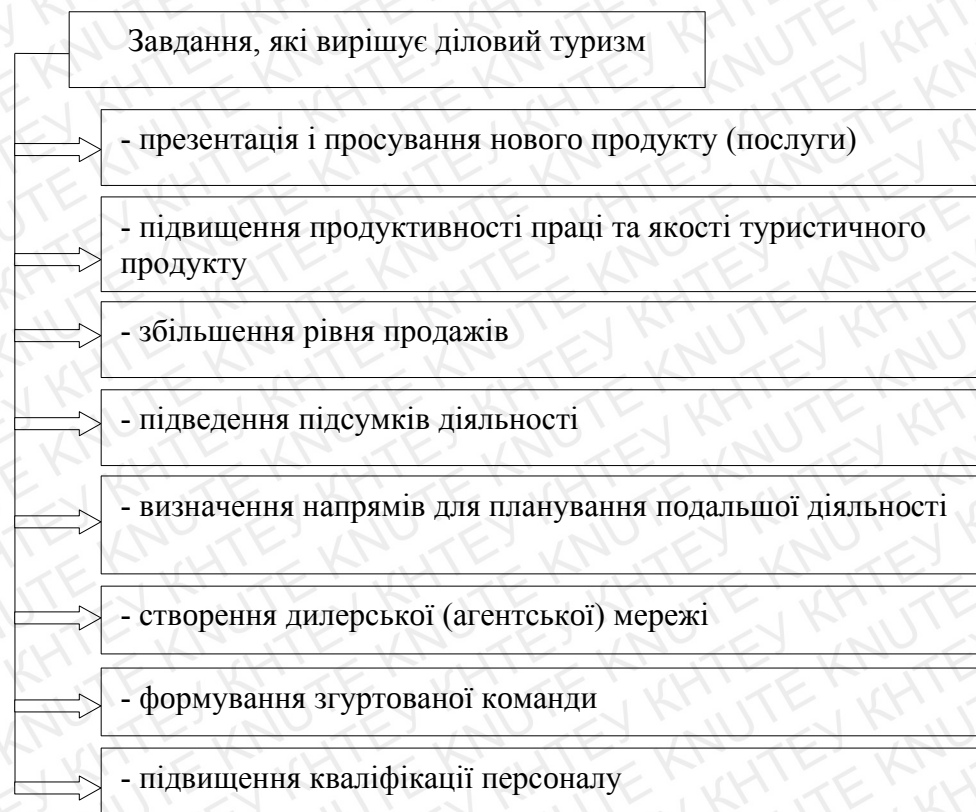 Завдання, які вирішує діловий туризм
- презентація і просування нового продукту (послуги)
- підвищення продуктивності праці та якості туристичного
продукту
- збільшення рівня продажів
- підведення підсумків діяльності
- визначення напрямів для планування подальшої діяльності
- створення дилерської (агентської) мережі
- формування згуртованої команди
- підвищення кваліфікації персоналу